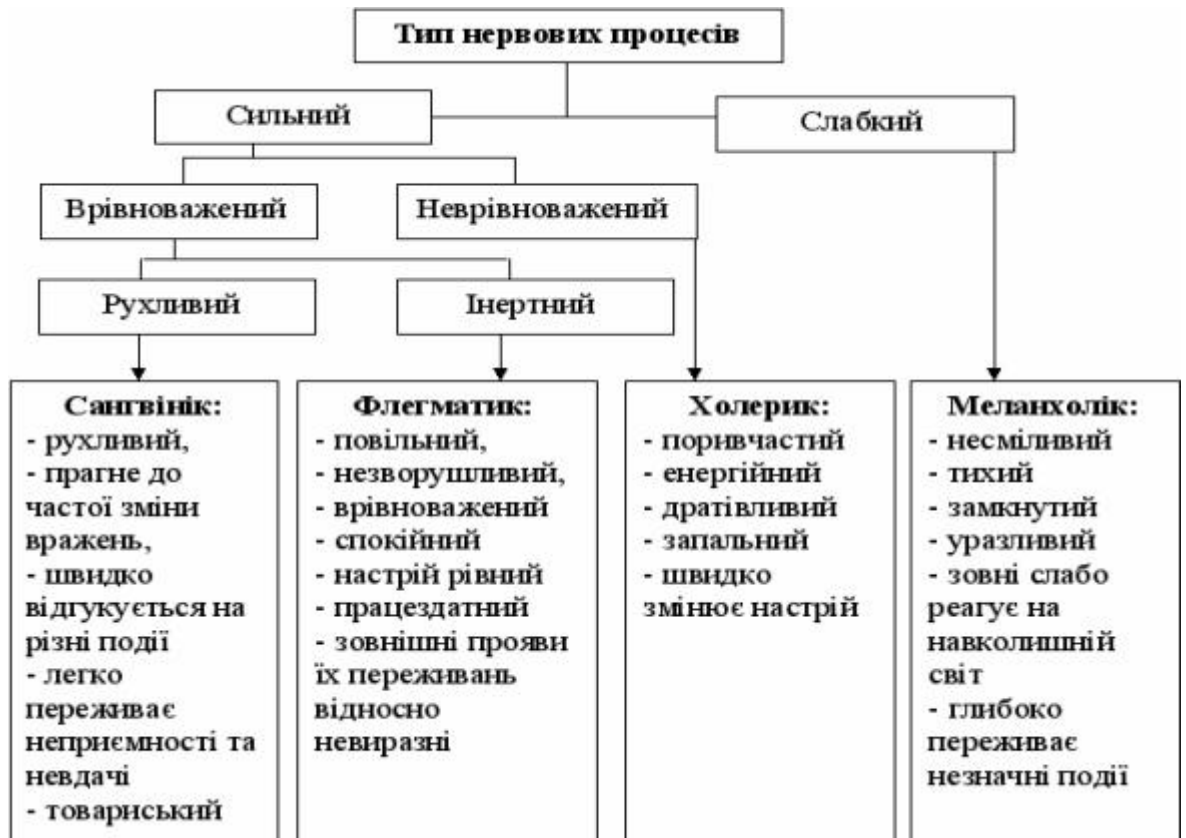 Тип нервових процесів
Сильний
Слабкий
Врівноважений
Неврівноважений
Рухливий
Інертний
Сангвінік:
- рухливий,
- прагне до
частої зміни
вражень,
- швидко
відгукується на
різні події
- легко
переживає
неприємності та
невдачі
- товариський
Флегматик:
- повільний,
- незворушливий,
- врівноважений
- спокійний
- настрій рівний
- працездатний
- зовнішні прояви
їх переживань
відносно
невиразні
Холерик:
- поривчастий
- енергійний
- дратівливий
- запальний
- швидко
змінює настрій
Меланхолік:
- несміливий
- тихий
- замкнутий
- уразливий
- зовні слабо
реагує на
навколишній
світ
- глибоко
переживає
незначні події